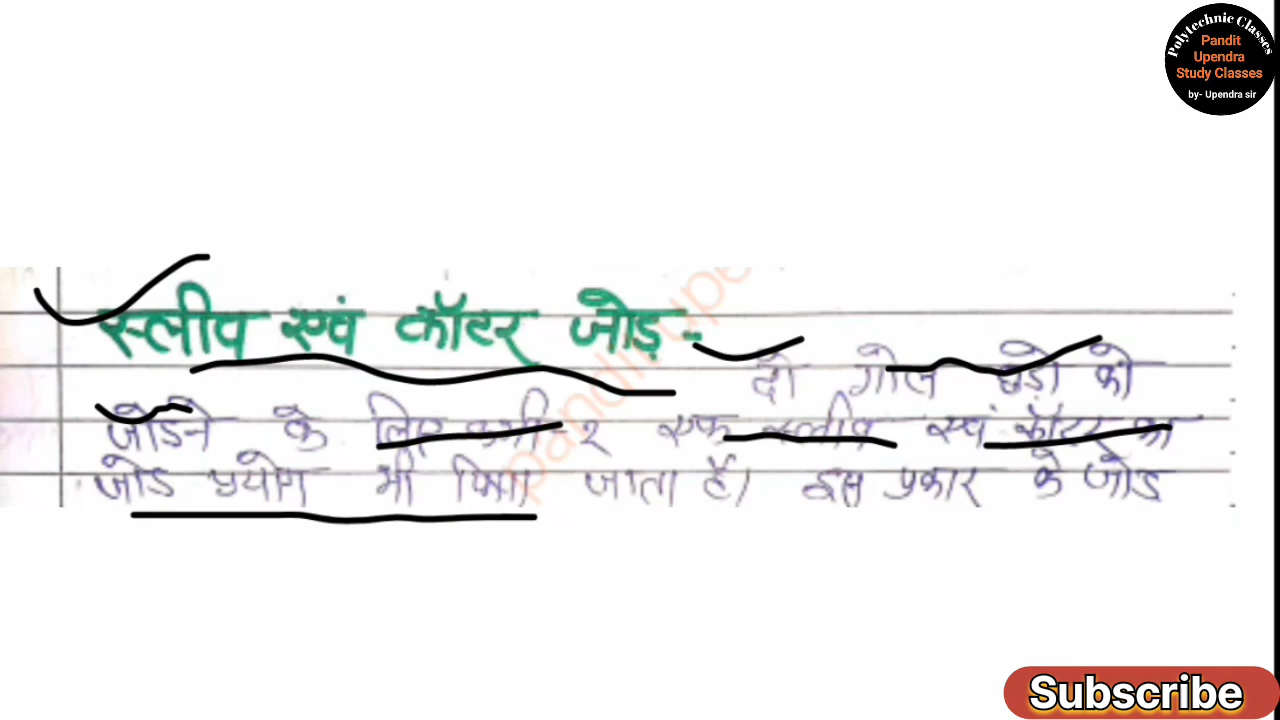 Polytechnic Classes
Pandit
Upendra
Study Classes
by- Upendra sir
स्लीव एवं कॉटर जोड़ -
दो गोल छड़ो को
जोडने के लिए कभी-२ एक स्लीव एवं कॉटर का
जोड प्रयोग भी किया जाता है। इस प्रकार के जोड
Subscribe